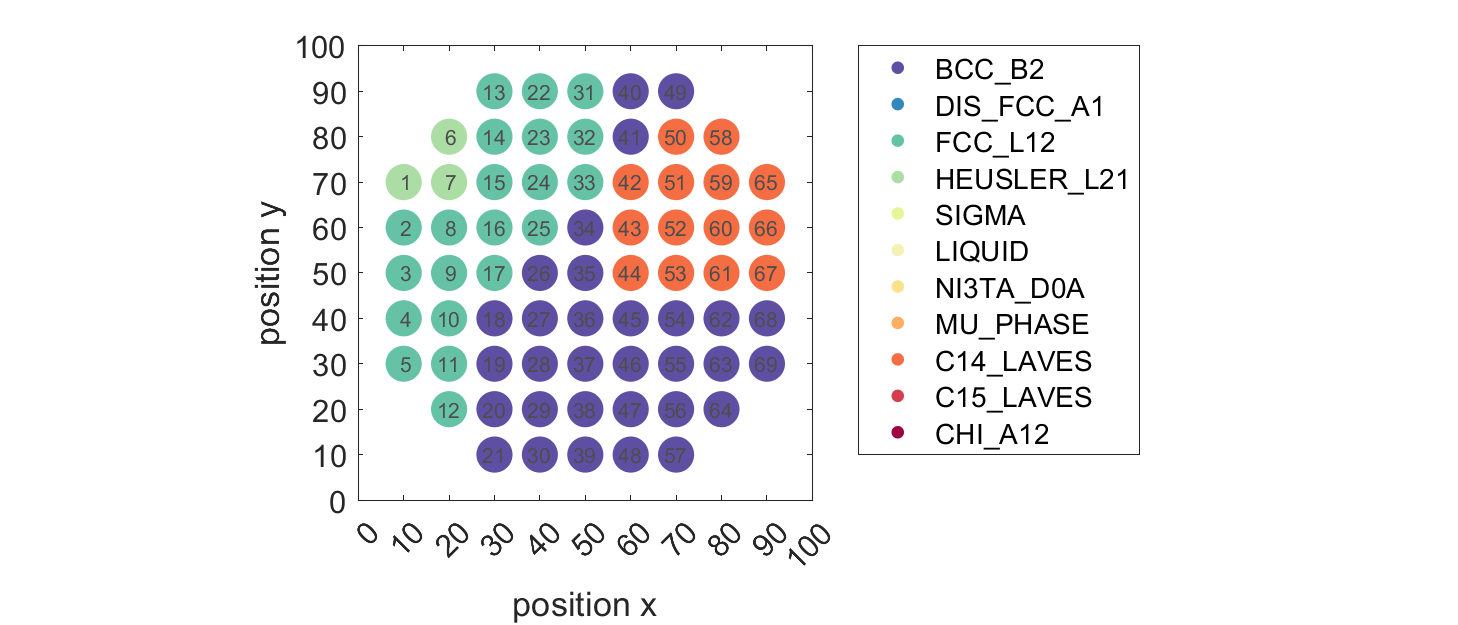 100
90
80
70
60
50
40
30
20
10
0
13 22 31 40 49
6 14 23 32 41 50 58
1 7 15 24 33 42 51 59 65
2 8 16 25 34 43 52 60 66
3 9 17 26 35 44 53 61 67
4 10 18 27 36 45 54 62 68
5 11 19 28 37 46 55 63 69
12 20 29 38 47 56 64
21 30 39 48 57
0 10 20 30 40 50 60 70 80 90 100
position x
position y
BCC_B2
DIS_FCC_A1
FCC_L12
HEUSLER_L21
SIGMA
LIQUID
NI3TA_D0A
MU_PHASE
C14_LAVES
C15_LAVES
CHI_A12